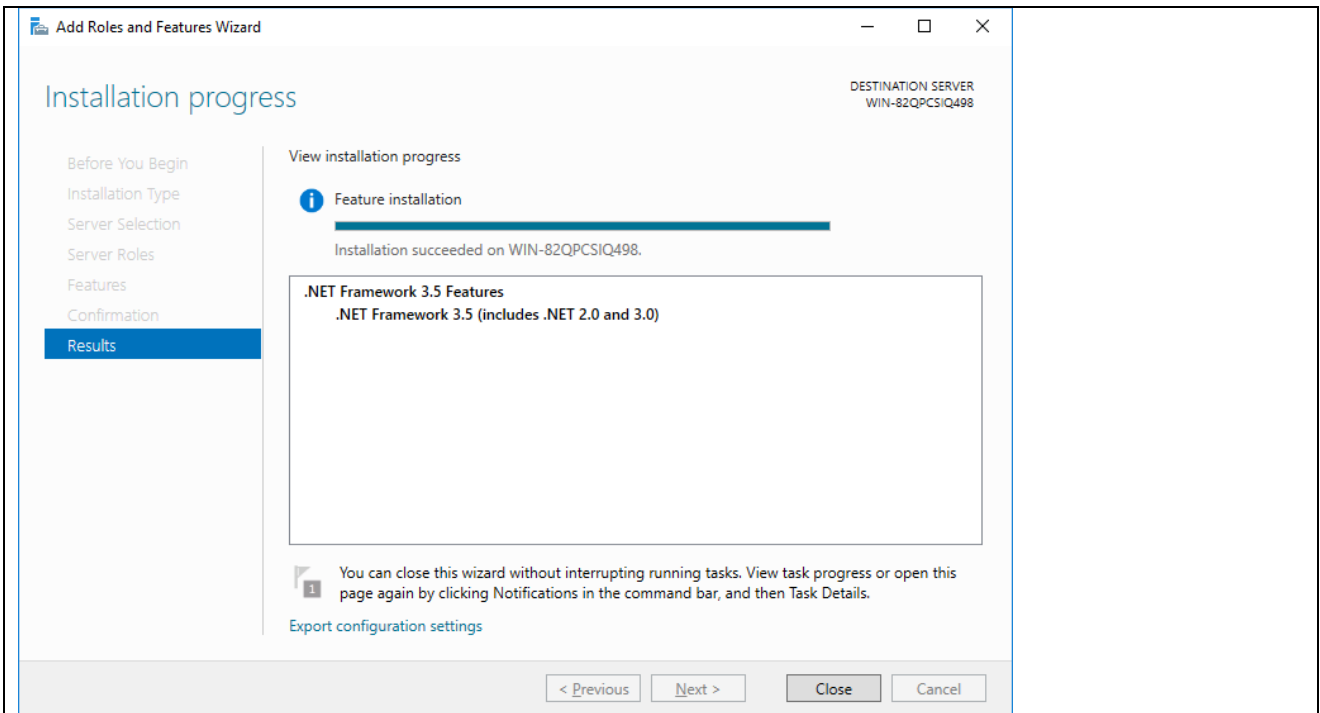 Add Roles and Features Wizard
Installation progress
DESTINATION SERVER
WIN-82QPCSIQ498
Before You Begin
Installation Type
Server Selection
Server Roles
Features
Confirmation
Results
View installation progress
Feature installation
Installation succeeded on WIN-82QPCSIQ498.
.NET Framework 3.5 Features
.NET Framework 3.5 (includes .NET 2.0 and 3.0)
1
You can close this wizard without interrupting running tasks. View task progress or open this
page again by clicking Notifications in the command bar, and then Task Details.
Export configuration settings
< Previous
Next >
Close
Cancel